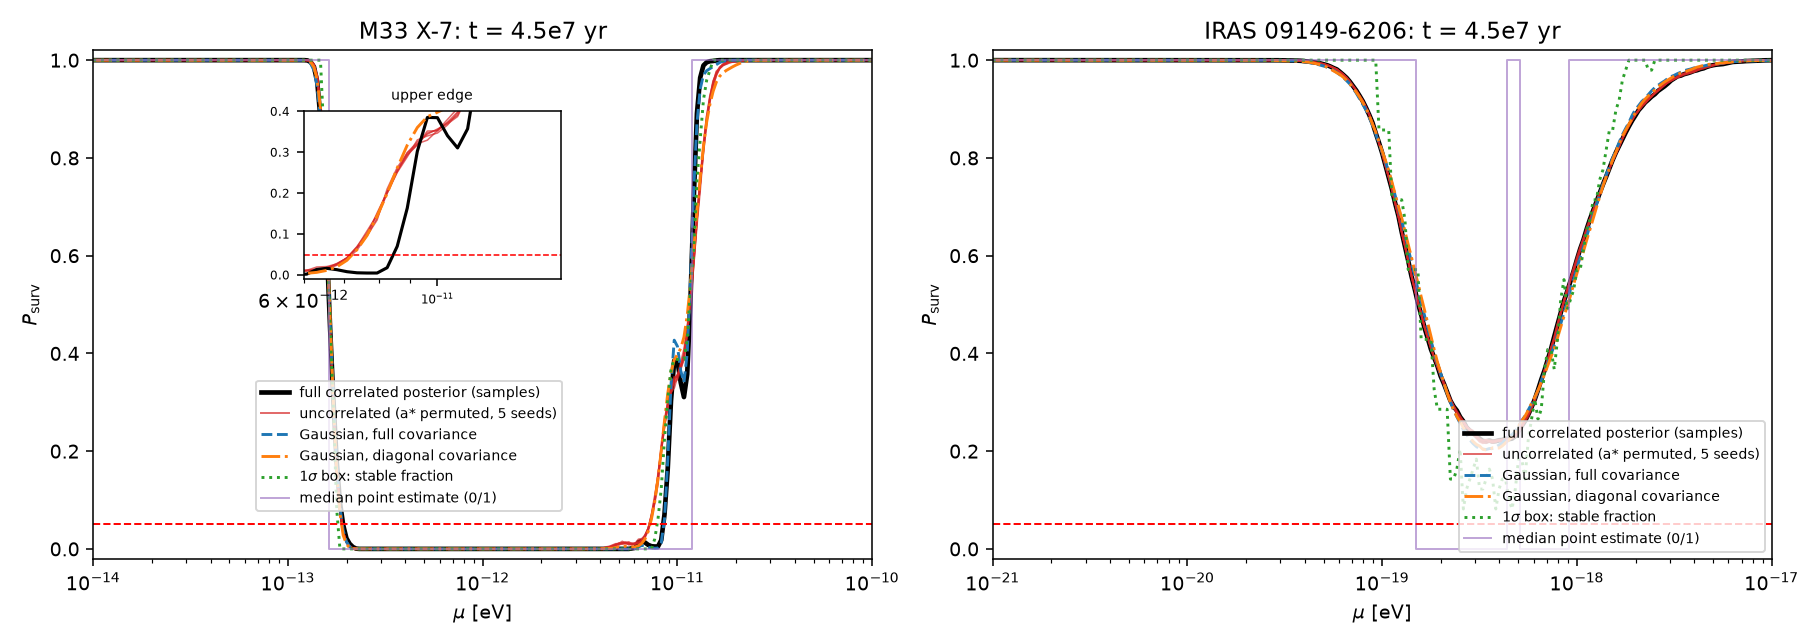 M33 X-7: t = 4.5e7 yr
P_surv
1.0
0.8
0.6
0.4
0.2
0.0
upper edge
0.4
0.3
0.2
0.1
0.0
6 × 10⁻¹²
10⁻¹¹
full correlated posterior (samples)
uncorrelated (a* permuted, 5 seeds)
Gaussian, full covariance
Gaussian, diagonal covariance
1σ box: stable fraction
median point estimate (0/1)
10⁻¹⁴ 10⁻¹³ 10⁻¹² 10⁻¹¹ 10⁻¹⁰
μ [eV]
IRAS 09149-6206: t = 4.5e7 yr
P_surv
1.0
0.8
0.6
0.4
0.2
0.0
full correlated posterior (samples)
uncorrelated (a* permuted, 5 seeds)
Gaussian, full covariance
Gaussian, diagonal covariance
1σ box: stable fraction
median point estimate (0/1)
10⁻²¹ 10⁻²⁰ 10⁻¹⁹ 10⁻¹⁸ 10⁻¹⁷
μ [eV]